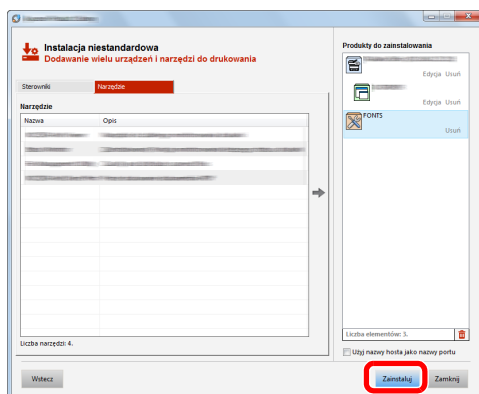 Instalacja niestandardowa
Dodawanie wielu urządzeń i narzędzi do drukowania
Sterowniki
Narzędzie
Narzędzie
Nazwa
Opis
Liczba narzędzi: 4.
Produkty do zainstalowania
Edycja Usuń
Edycja Usuń
FONTS
Usuń
Liczba elementów: 3.
Użyj nazwy hosta jako nazwy portu
Wstecz
Zainstaluj
Zamknij